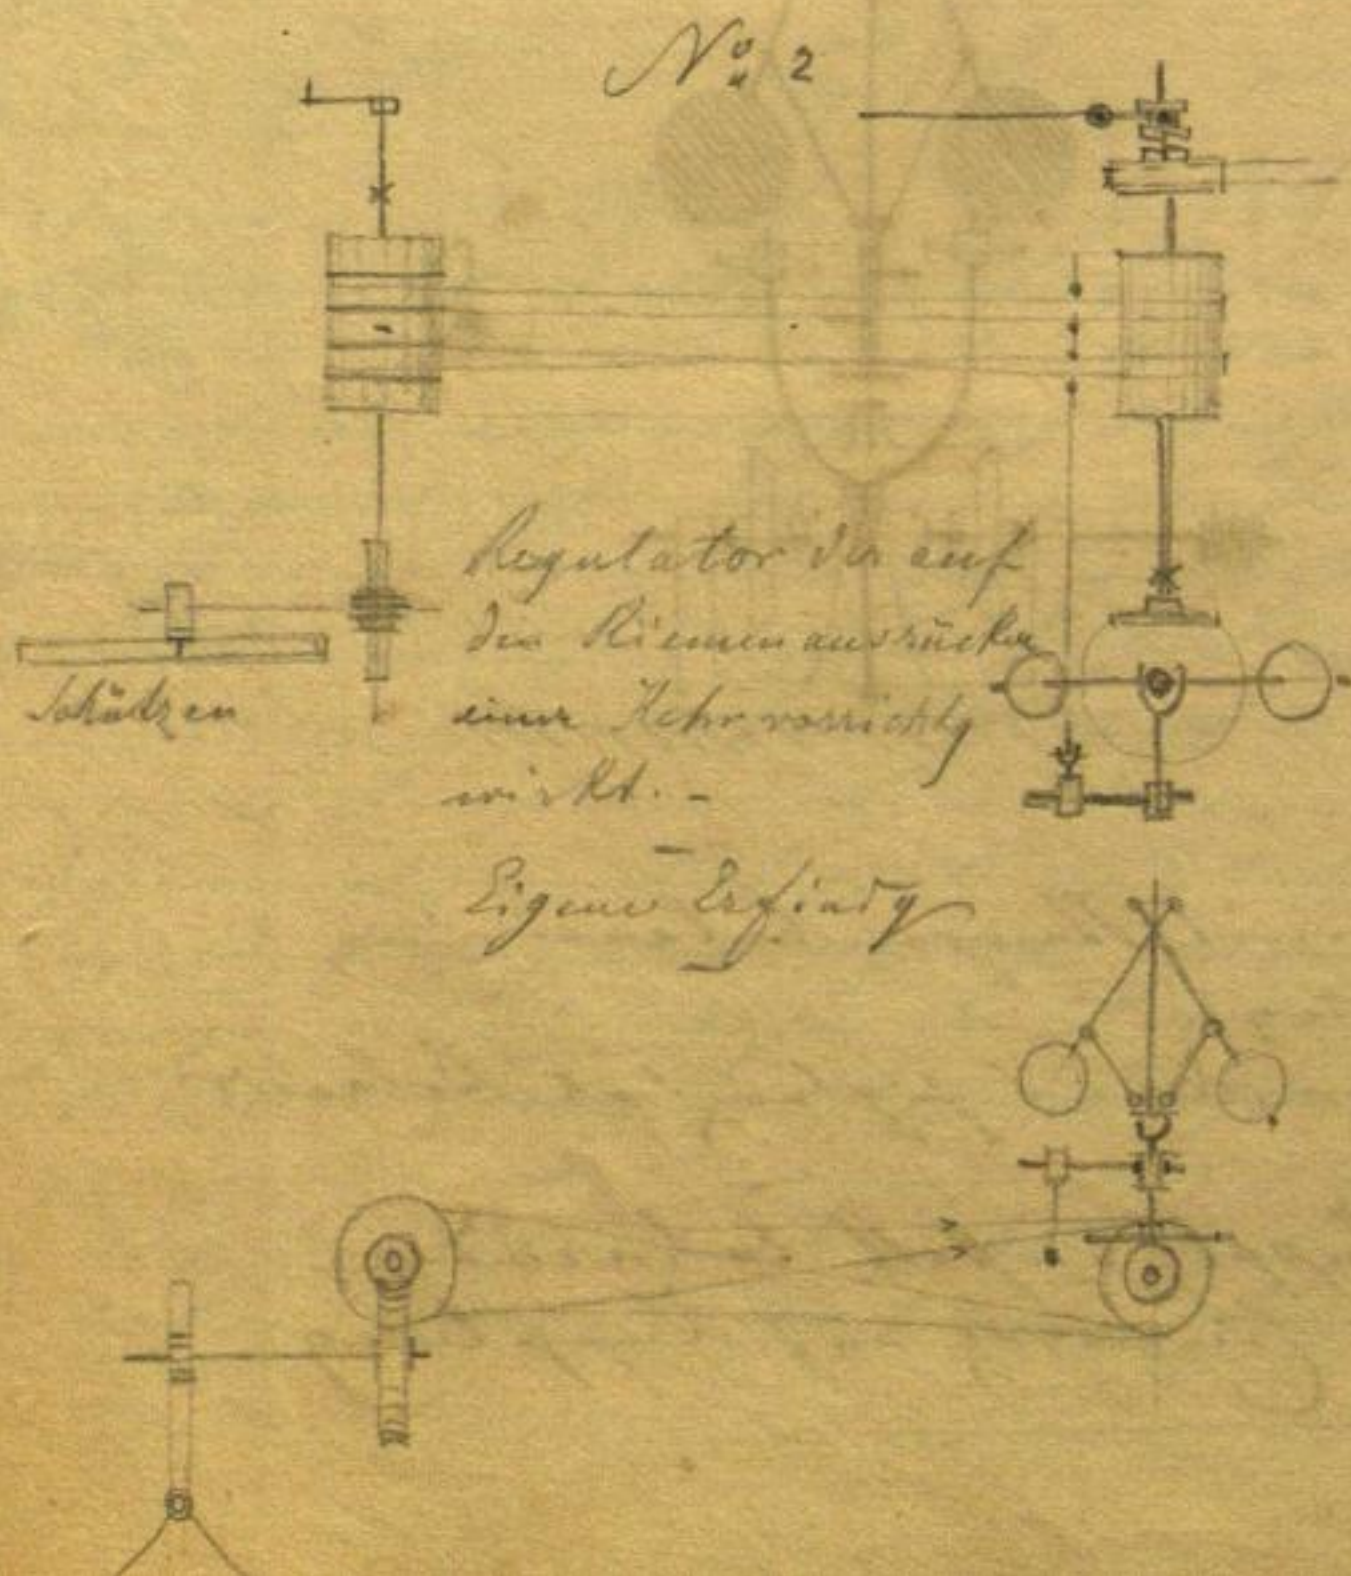 No. 2
Regulator der auf
den Riemenausrücker
einer Kehrvorrichtg
wirkt. -
Schützen
Eigene Erfindg